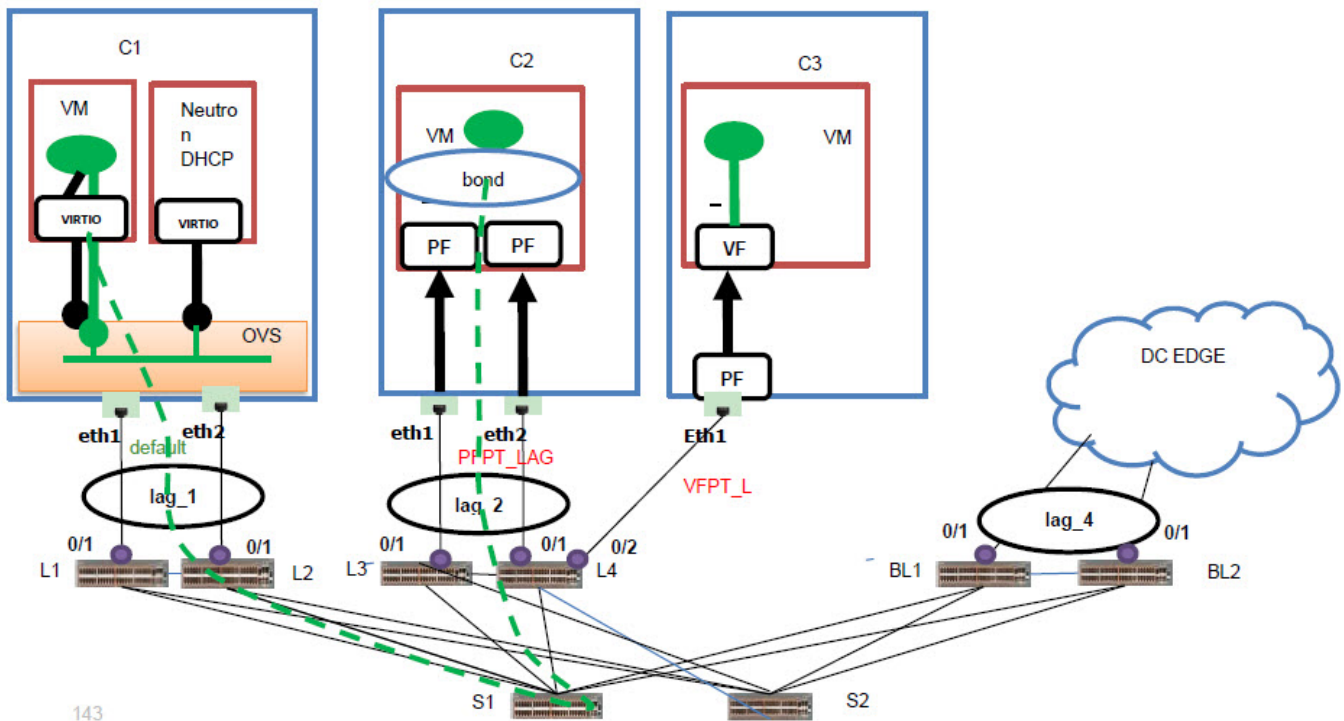 C1
C2
C3
VM
Neutro
n
DHCP
VM
VM
bond
VIRTIO
VIRTIO
PF
PF
VF
OVS
PF
DC EDGE
eth1
eth2
eth1
eth2
Eth1
default
PFPT_LAG
VFPT_L
lag_1
lag_2
lag_4
0/1
0/1
0/1
0/1
0/2
0/1
L1
L2
L3
L4
BL1
BL2
S1
S2
143